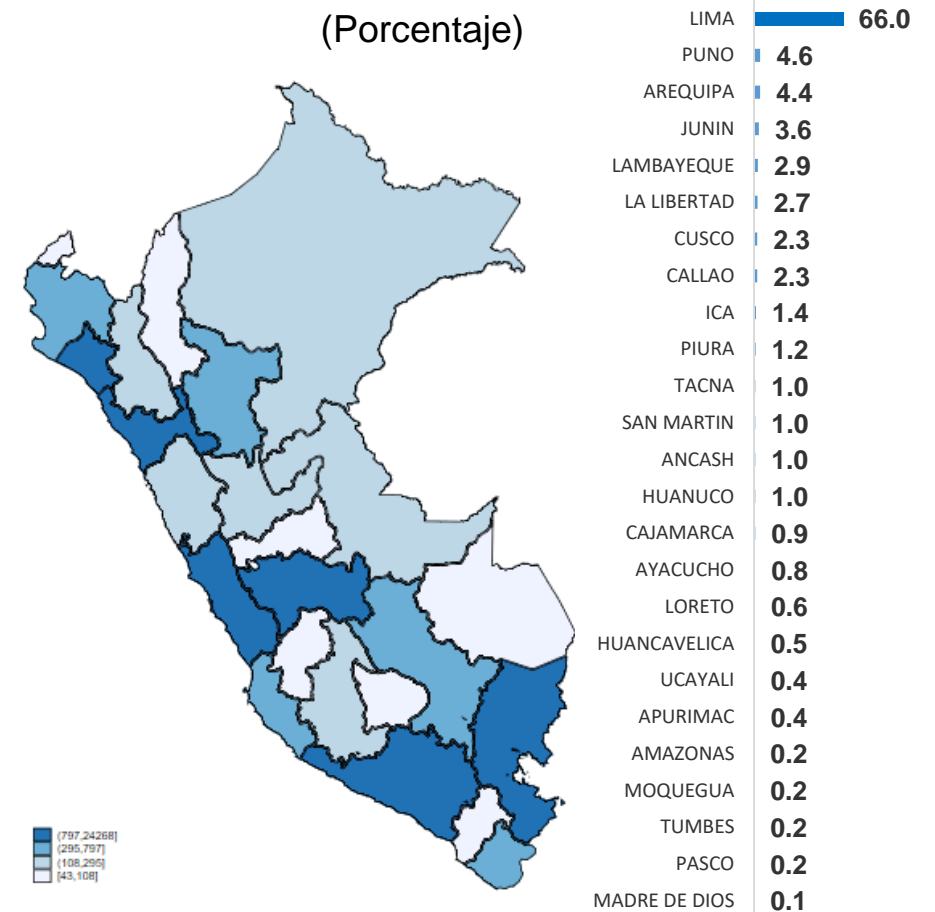 (Porcentaje)
LIMA 66.0
PUNO 4.6
AREQUIPA 4.4
JUNIN 3.6
LAMBAYEQUE 2.9
LA LIBERTAD 2.7
CUSCO 2.3
CALLAO 2.3
ICA 1.4
PIURA 1.2
TACNA 1.0
SAN MARTIN 1.0
ANCASH 1.0
HUANUCO 1.0
CAJAMARCA 0.9
AYACUCHO 0.8
LORETO 0.6
HUANCAVELICA 0.5
UCAYALI 0.4
APURIMAC 0.4
AMAZONAS 0.2
MOQUEGUA 0.2
TUMBES 0.2
PASCO 0.2
MADRE DE DIOS 0.1
(797,24268]
(295,797]
(108,295]
[43,108]